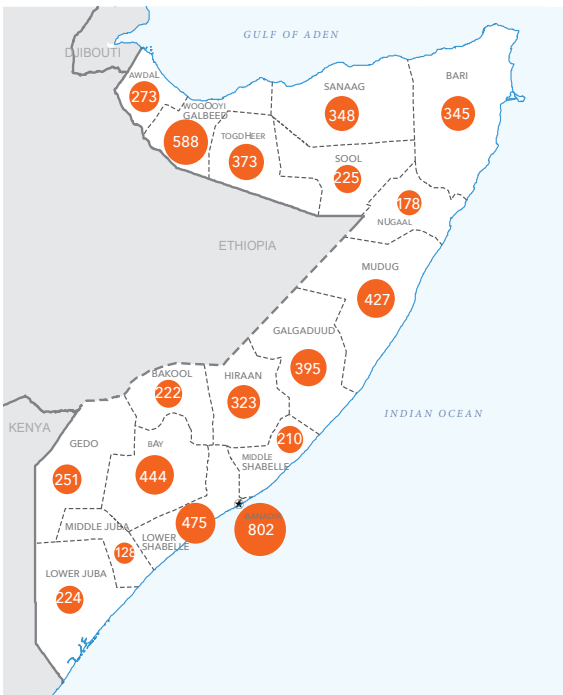 GULF OF ADEN
DJIBOUTI
AWDAL
273
WOQOOYI
GALBEED
588
TOGDHEER
373
SANAAG
348
BARI
345
SOOL
225
178
NUGAAL
ETHIOPIA
MUDUG
427
GALGADUUD
395
BAKOOL
222
HIRAAN
323
INDIAN OCEAN
KENYA
GEDO
251
BAY
444
210
MIDDLE
SHABELLE
MIDDLE JUBA
128
LOWER
SHABELLE
475
BANADIR
802
LOWER JUBA
224